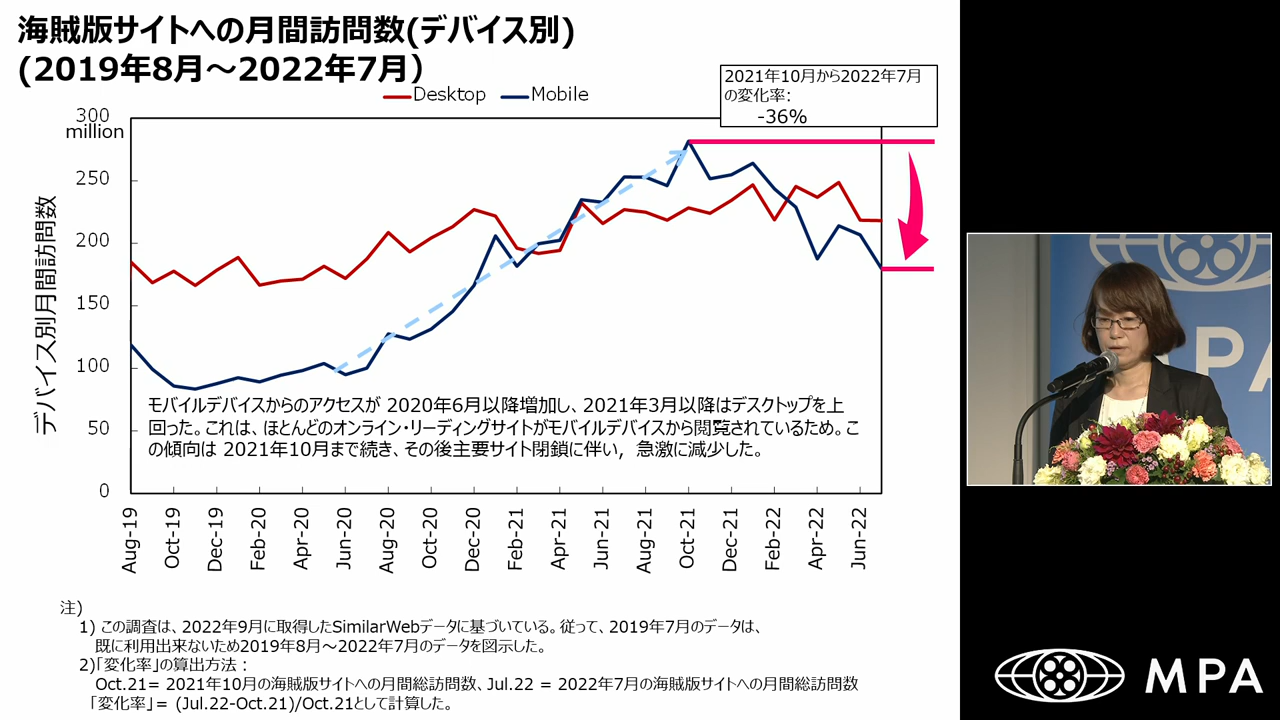 海賊版サイトへの月間訪問数(デバイス別)
(2019年8月～2022年7月）
Desktop Mobile
2021年10月から2022年7月
の変化率:
-36%
300
million
250
200
150
100
50
0
デバイス別月間訪問数
モバイルデバイスからのアクセスが 2020年6月以降増加し、2021年3月以降はデスクトップを上
回った。これは、ほとんどのオンライン・リーディングサイトがモバイルデバイスから閲覧されているため。こ
の傾向は 2021年10月まで続き、その後主要サイト閉鎖に伴い，急激に減少した。
Aug-19 Oct-19 Dec-19 Feb-20 Apr-20 Jun-20 Aug-20 Oct-20 Dec-20 Feb-21 Apr-21 Jun-21 Aug-21 Oct-21 Dec-21 Feb-22 Apr-22 Jun-22
注)
1) この調査は、2022年9月に取得したSimilarWebデータに基づいている。従って、2019年7月のデータは、
既に利用出来ないため2019年8月～2022年7月のデータを図示した。
2)「変化率」の算出方法：
Oct.21= 2021年10月の海賊版サイトへの月間総訪問数、Jul.22 = 2022年7月の海賊版サイトへの月間総訪問数
「変化率」= (Jul.22-Oct.21)/Oct.21として計算した。
MPA
MPA